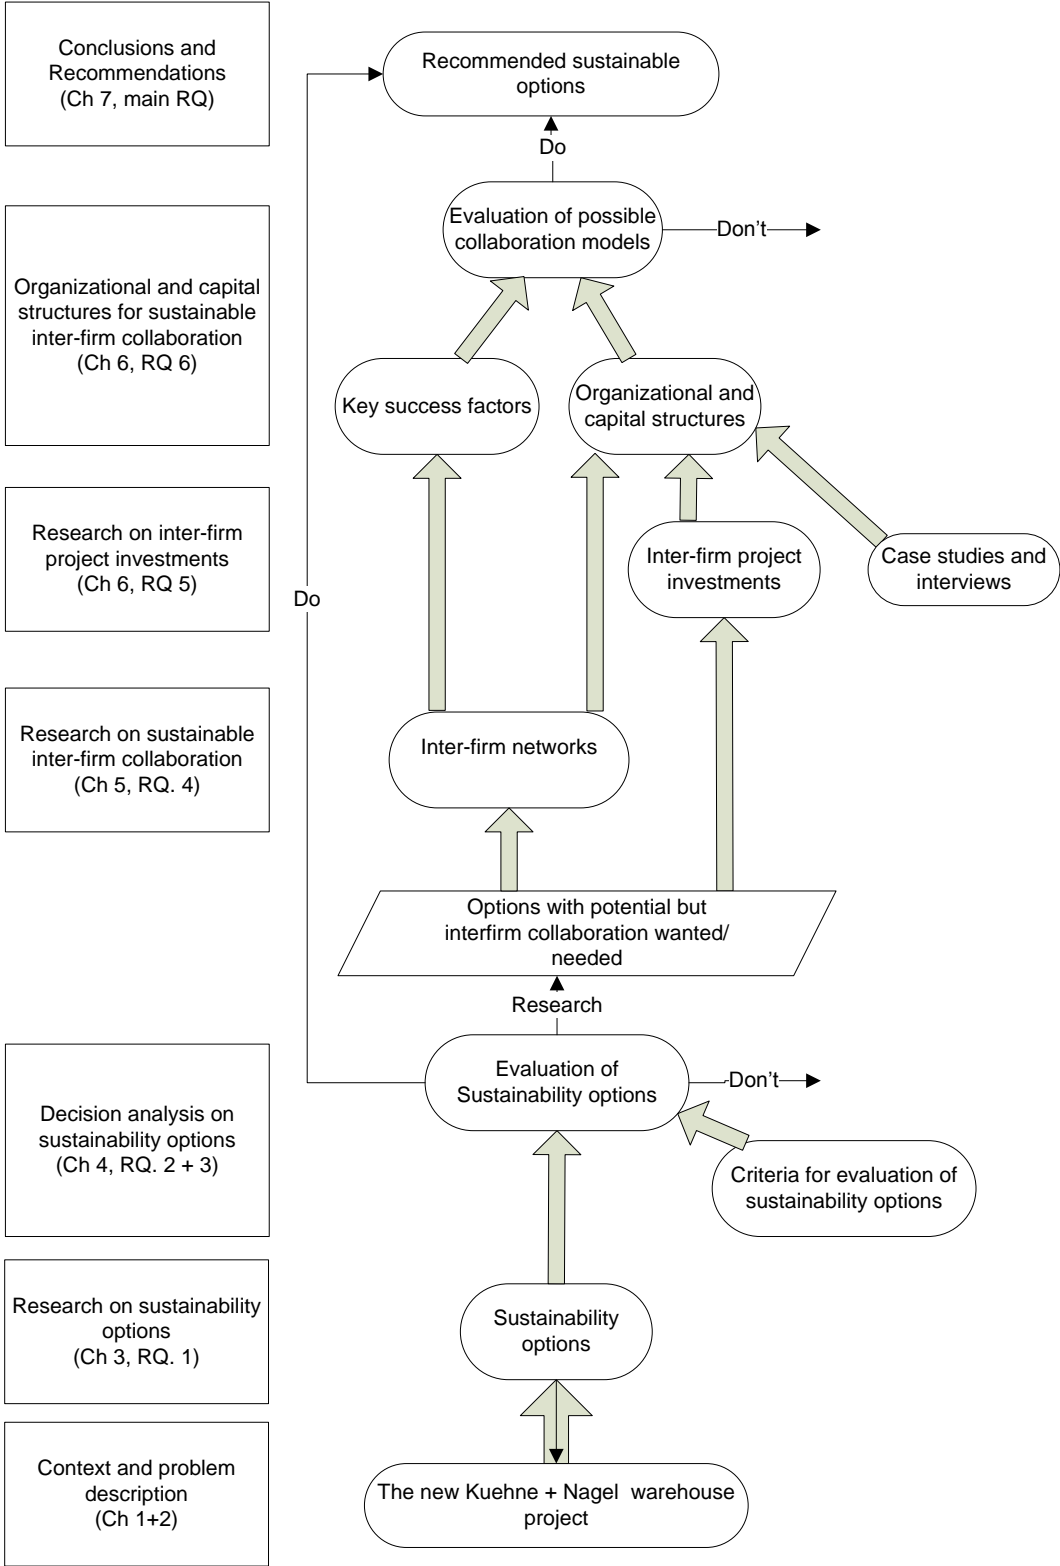 Conclusions and
Recommendations
(Ch 7, main RQ)
Recommended sustainable
options
Do
Evaluation of possible
collaboration models
Don't
Organizational and capital
structures for sustainable
inter-firm collaboration
(Ch 6, RQ 6)
Key success factors
Organizational and
capital structures
Research on inter-firm
project investments
(Ch 6, RQ 5)
Inter-firm project
investments
Case studies and
interviews
Do
Research on sustainable
inter-firm collaboration
(Ch 5, RQ. 4)
Inter-firm networks
Options with potential but
interfirm collaboration wanted/
needed
Research
Evaluation of
Sustainability options
Don't
Decision analysis on
sustainability options
(Ch 4, RQ. 2 + 3)
Criteria for evaluation of
sustainability options
Research on sustainability
options
(Ch 3, RQ. 1)
Sustainability
options
Context and problem
description
(Ch 1+2)
The new Kuehne + Nagel  warehouse
project